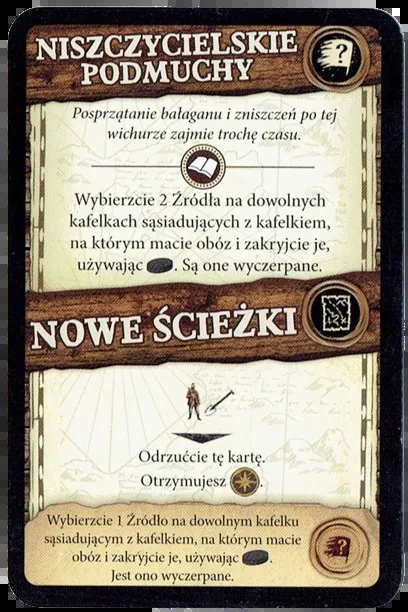 NISZCZYCIELSKIE
PODMUCHY
?
Posprzątanie bałaganu i zniszczeń po tej
wichurze zajmie trochę czasu.
Wybierzcie 2 Źródła na dowolnych
kafelkach sąsiadujących z kafelkiem,
na którym macie obóz i zakryjcie je,
używając . Są one wyczerpane.
NOWE ŚCIEŻKI
Odrzućcie tę kartę.
Otrzymujesz .
Wybierzcie 1 Źródło na dowolnym kafelku
sąsiadującym z kafelkiem, na którym macie
obóz i zakryjcie je, używając .
Jest ono wyczerpane.
?